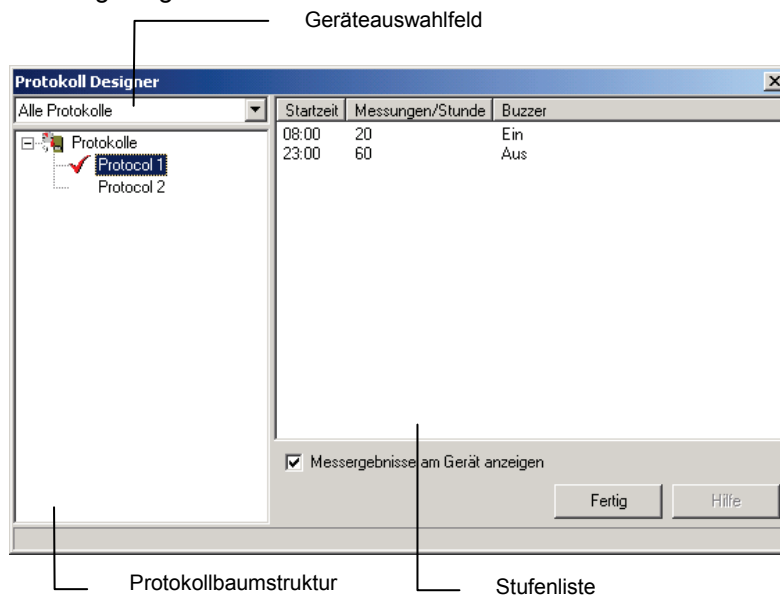 Geräteauswahlfeld
Protokoll Designer
Alle Protokolle
Startzeit Messungen/Stunde Buzzer
Protokolle
Protocol 1
Protocol 2
08:00 20 Ein
23:00 60 Aus
Messergebnisse am Gerät anzeigen
Fertig Hilfe
Protokollbaumstruktur
Stufenliste